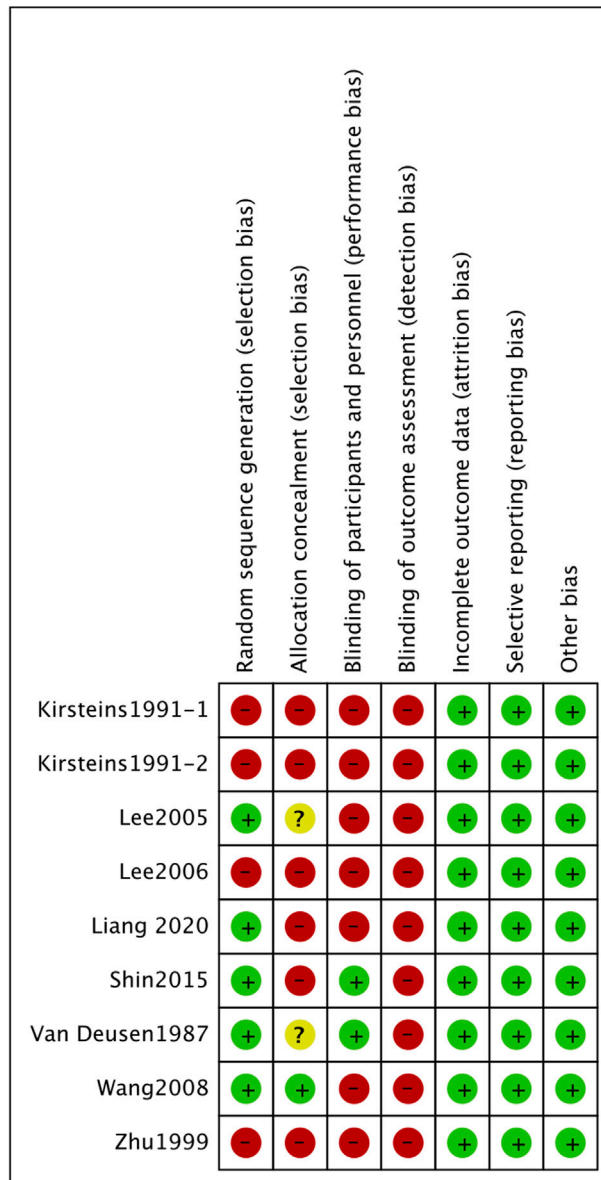 Random sequence generation (selection bias)
Allocation concealment (selection bias)
Blinding of participants and personnel (performance bias)
Blinding of outcome assessment (detection bias)
Incomplete outcome data (attrition bias)
Selective reporting (reporting bias)
Other bias
Kirsteins1991-1 - - - - + + +
Kirsteins1991-2 - - - - + + +
Lee2005 + ? - - + + +
Lee2006 - - - - + + +
Liang 2020 + - - - + + +
Shin2015 + - + - + + +
Van Deusen1987 + ? + - + + +
Wang2008 + + - - + + +
Zhu1999 - - - - + + +